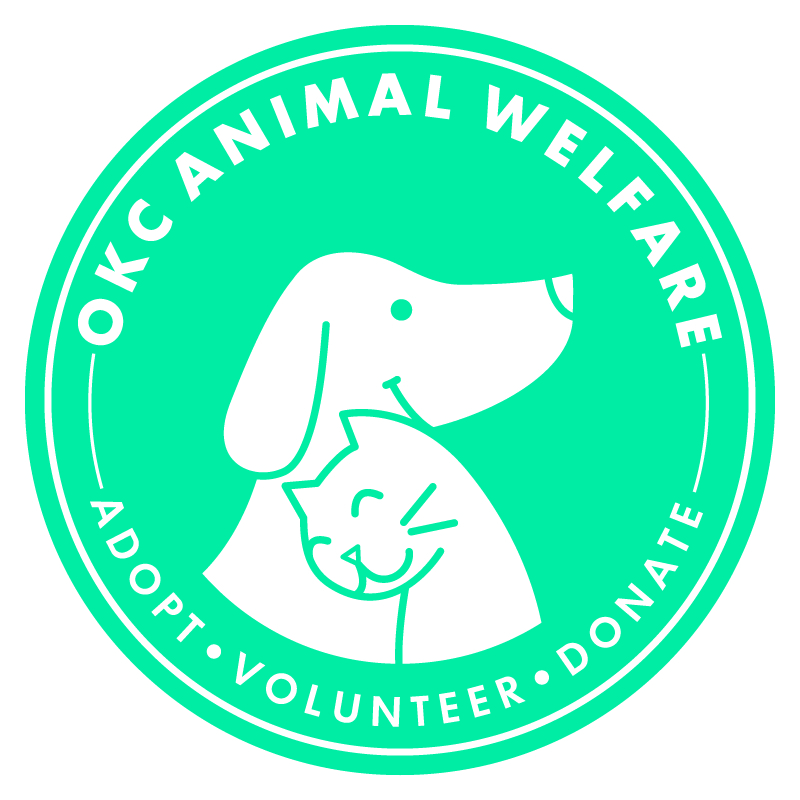 OKC ANIMAL WELFARE
ADOPT • VOLUNTEER • DONATE